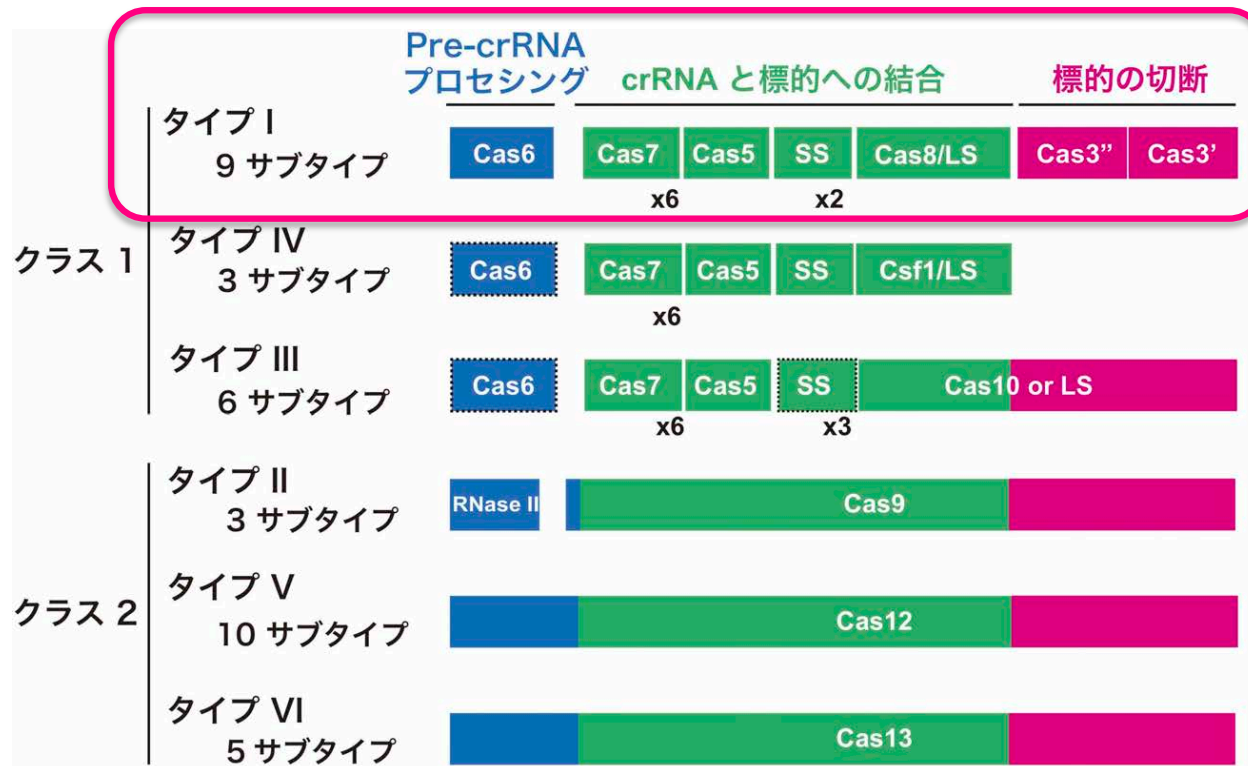 Pre-crRNA
プロセシング crRNA と標的への結合 標的の切断
タイプ I
9 サブタイプ
Cas6 Cas7 Cas5 SS Cas8/LS Cas3” Cas3’
x6 x2
クラス 1
タイプ IV
3 サブタイプ
Cas6 Cas7 Cas5 SS Csf1/LS
x6
タイプ III
6 サブタイプ
Cas6 Cas7 Cas5 SS Cas10 or LS
x6 x3
タイプ II
3 サブタイプ
RNase II Cas9
クラス 2
タイプ V
10 サブタイプ
Cas12
タイプ VI
5 サブタイプ
Cas13